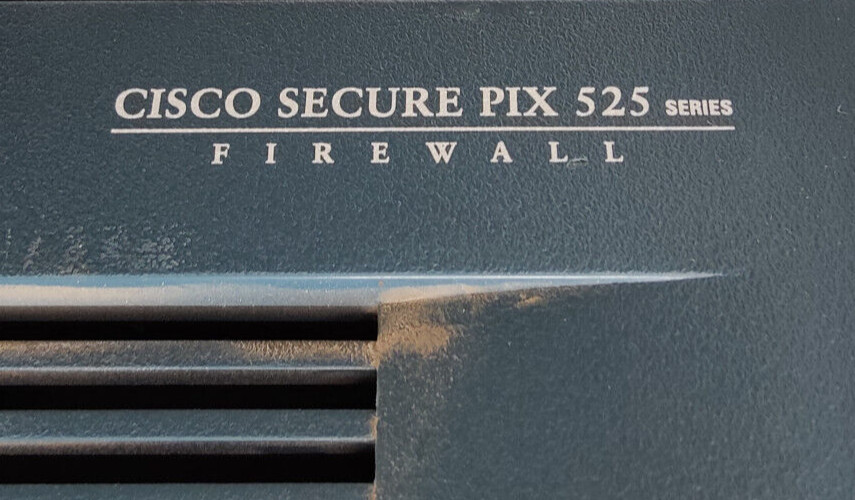 CISCO SECURE PIX 525 SERIES
FIREWALL